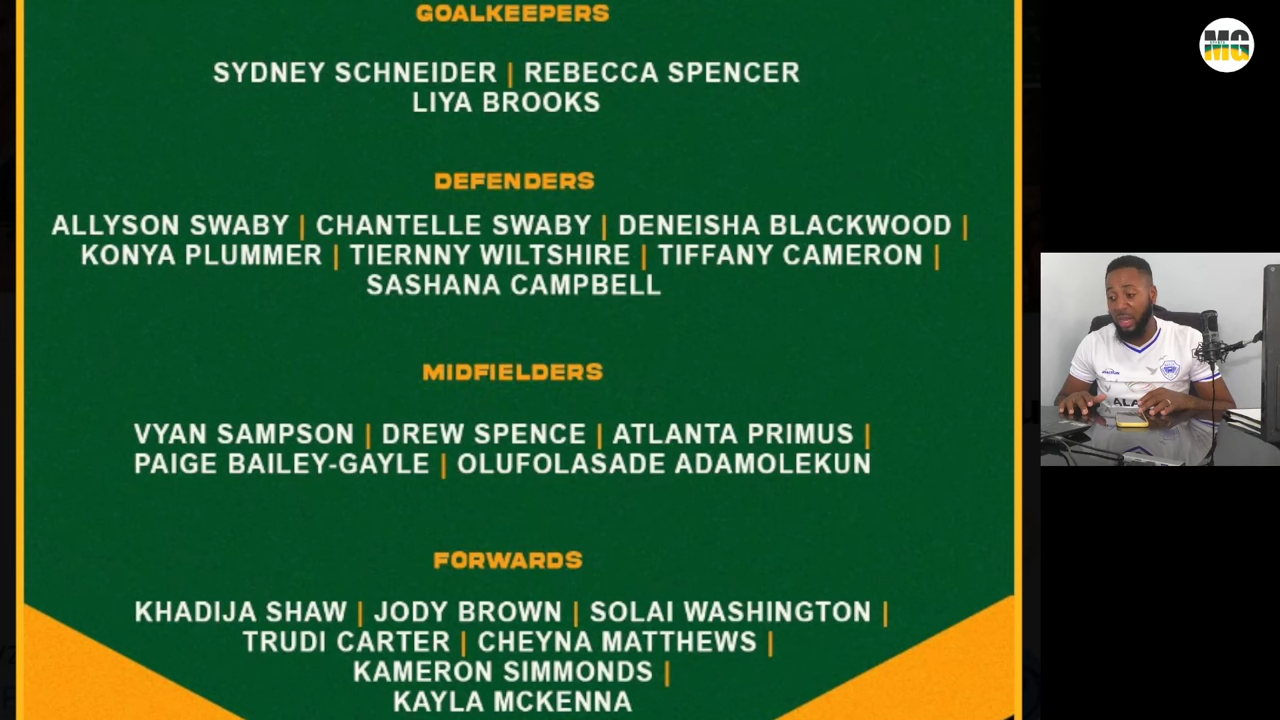 GOALKEEPERS
SYDNEY SCHNEIDER | REBECCA SPENCER
LIYA BROOKS
DEFENDERS
ALLYSON SWABY | CHANTELLE SWABY | DENEISHA BLACKWOOD |
KONYA PLUMMER | TIERNNY WILTSHIRE | TIFFANY CAMERON |
SASHANA CAMPBELL
MIDFIELDERS
VYAN SAMPSON | DREW SPENCE | ATLANTA PRIMUS |
PAIGE BAILEY-GAYLE | OLUFOLASADE ADAMOLEKUN
FORWARDS
KHADIJA SHAW | JODY BROWN | SOLAI WASHINGTON |
TRUDI CARTER | CHEYNA MATTHEWS |
KAMERON SIMMONDS |
KAYLA MCKENNA
MG
ALA